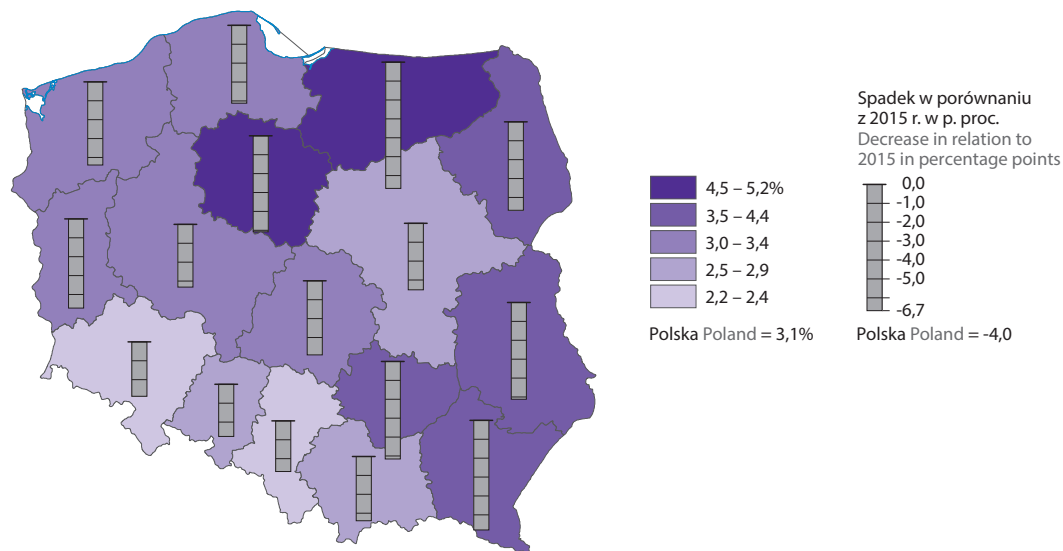 4,5 – 5,2%
3,5 – 4,4
3,0 – 3,4
2,5 – 2,9
2,2 – 2,4
Polska Poland = 3,1%
Spadek w porównaniu
z 2015 r. w p. proc.
Decrease in relation to
2015 in percentage points
0,0
-1,0
-2,0
-3,0
-4,0
-5,0
-6,7
Polska Poland = -4,0